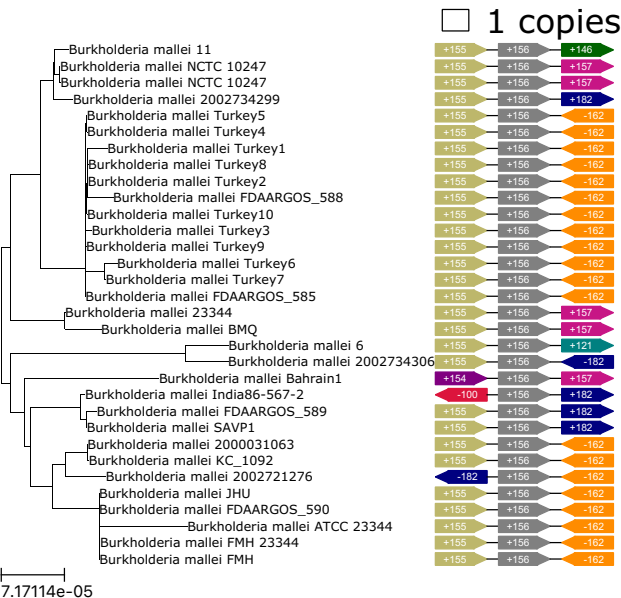 1 copies
Burkholderia mallei 11 +155 +156 +146
Burkholderia mallei NCTC 10247 +155 +156 +157
Burkholderia mallei NCTC 10247 +155 +156 +157
Burkholderia mallei 2002734299 +155 +156 +182
Burkholderia mallei Turkey5 +155 +156 -162
Burkholderia mallei Turkey4 +155 +156 -162
Burkholderia mallei Turkey1 +155 +156 -162
Burkholderia mallei Turkey8 +155 +156 -162
Burkholderia mallei Turkey2 +155 +156 -162
Burkholderia mallei FDAARGOS_588 +155 +156 -162
Burkholderia mallei Turkey10 +155 +156 -162
Burkholderia mallei Turkey3 +155 +156 -162
Burkholderia mallei Turkey9 +155 +156 -162
Burkholderia mallei Turkey6 +155 +156 -162
Burkholderia mallei Turkey7 +155 +156 -162
Burkholderia mallei FDAARGOS_585 +155 +156 -162
Burkholderia mallei 23344 +155 +156 +157
Burkholderia mallei BMQ +155 +156 +157
Burkholderia mallei 6 +155 +156 +121
Burkholderia mallei 2002734306 +155 +156 -182
Burkholderia mallei Bahrain1 +154 +156 +157
Burkholderia mallei India86-567-2 -100 +156 +182
Burkholderia mallei FDAARGOS_589 +155 +156 +182
Burkholderia mallei SAVP1 +155 +156 +182
Burkholderia mallei 2000031063 +155 +156 -162
Burkholderia mallei KC_1092 +155 +156 -162
Burkholderia mallei 2002721276 -182 +156 -162
Burkholderia mallei JHU +155 +156 -162
Burkholderia mallei FDAARGOS_590 +155 +156 -162
Burkholderia mallei ATCC 23344 +155 +156 -162
Burkholderia mallei FMH 23344 +155 +156 -162
Burkholderia mallei FMH +155 +156 -162
7.17114e-05